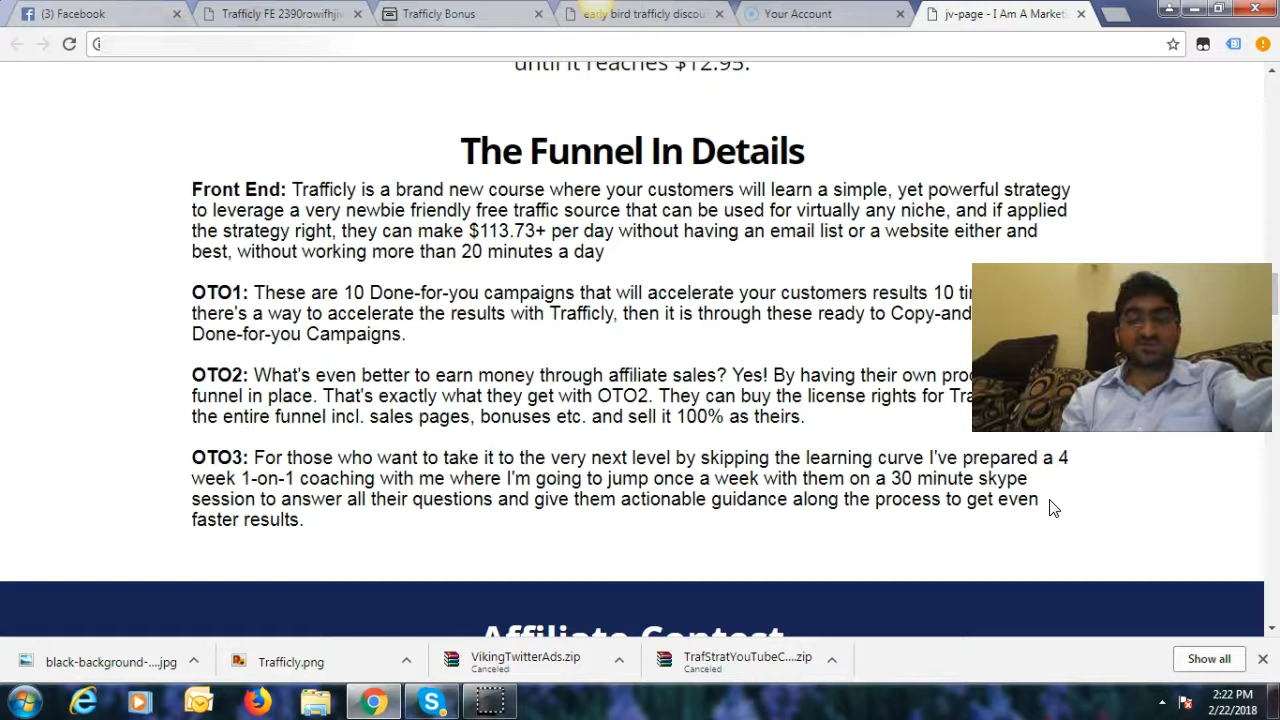 (3) Facebook
Trafficly FE 2390rowifhjiv
Trafficly Bonus
eady bird trafficly discou
Your Account
jv-page - I Am A Market
until it reaches $12.95.
The Funnel In Details
Front End: Trafficly is a brand new course where your customers will learn a simple, yet powerful strategy
to leverage a very newbie friendly free traffic source that can be used for virtually any niche, and if applied
the strategy right, they can make $113.73+ per day without having an email list or a website either and
best, without working more than 20 minutes a day
OTO1: These are 10 Done-for-you campaigns that will accelerate your customers results 10 ti
there's a way to accelerate the results with Trafficly, then it is through these ready to Copy-and
Done-for-you Campaigns.
OTO2: What's even better to earn money through affiliate sales? Yes! By having their own pro
funnel in place. That's exactly what they get with OTO2. They can buy the license rights for Tra
the entire funnel incl. sales pages, bonuses etc. and sell it 100% as theirs.
OTO3: For those who want to take it to the very next level by skipping the learning curve I've prepared a 4
week 1-on-1 coaching with me where I'm going to jump once a week with them on a 30 minute skype
session to answer all their questions and give them actionable guidance along the process to get even
faster results.
Affiliate Contest
black-background-....jpg
Trafficly.png
VikingTwitterAds.zip
Canceled
TrafStratYouTubeC....zip
Canceled
Show all
2:22 PM
2/22/2018